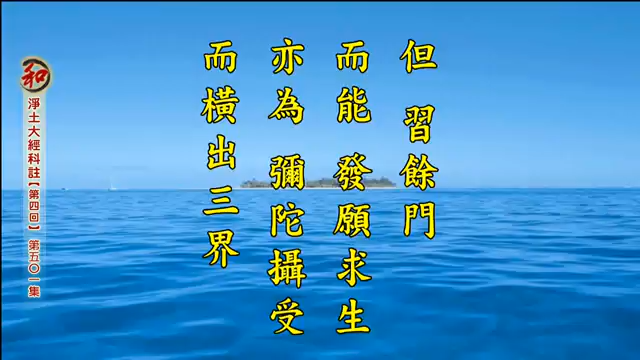 但 習餘門
而能 發願求生
亦為 彌陀攝受
而橫出三界
和
淨土大經科註【第四回】第五〇一集